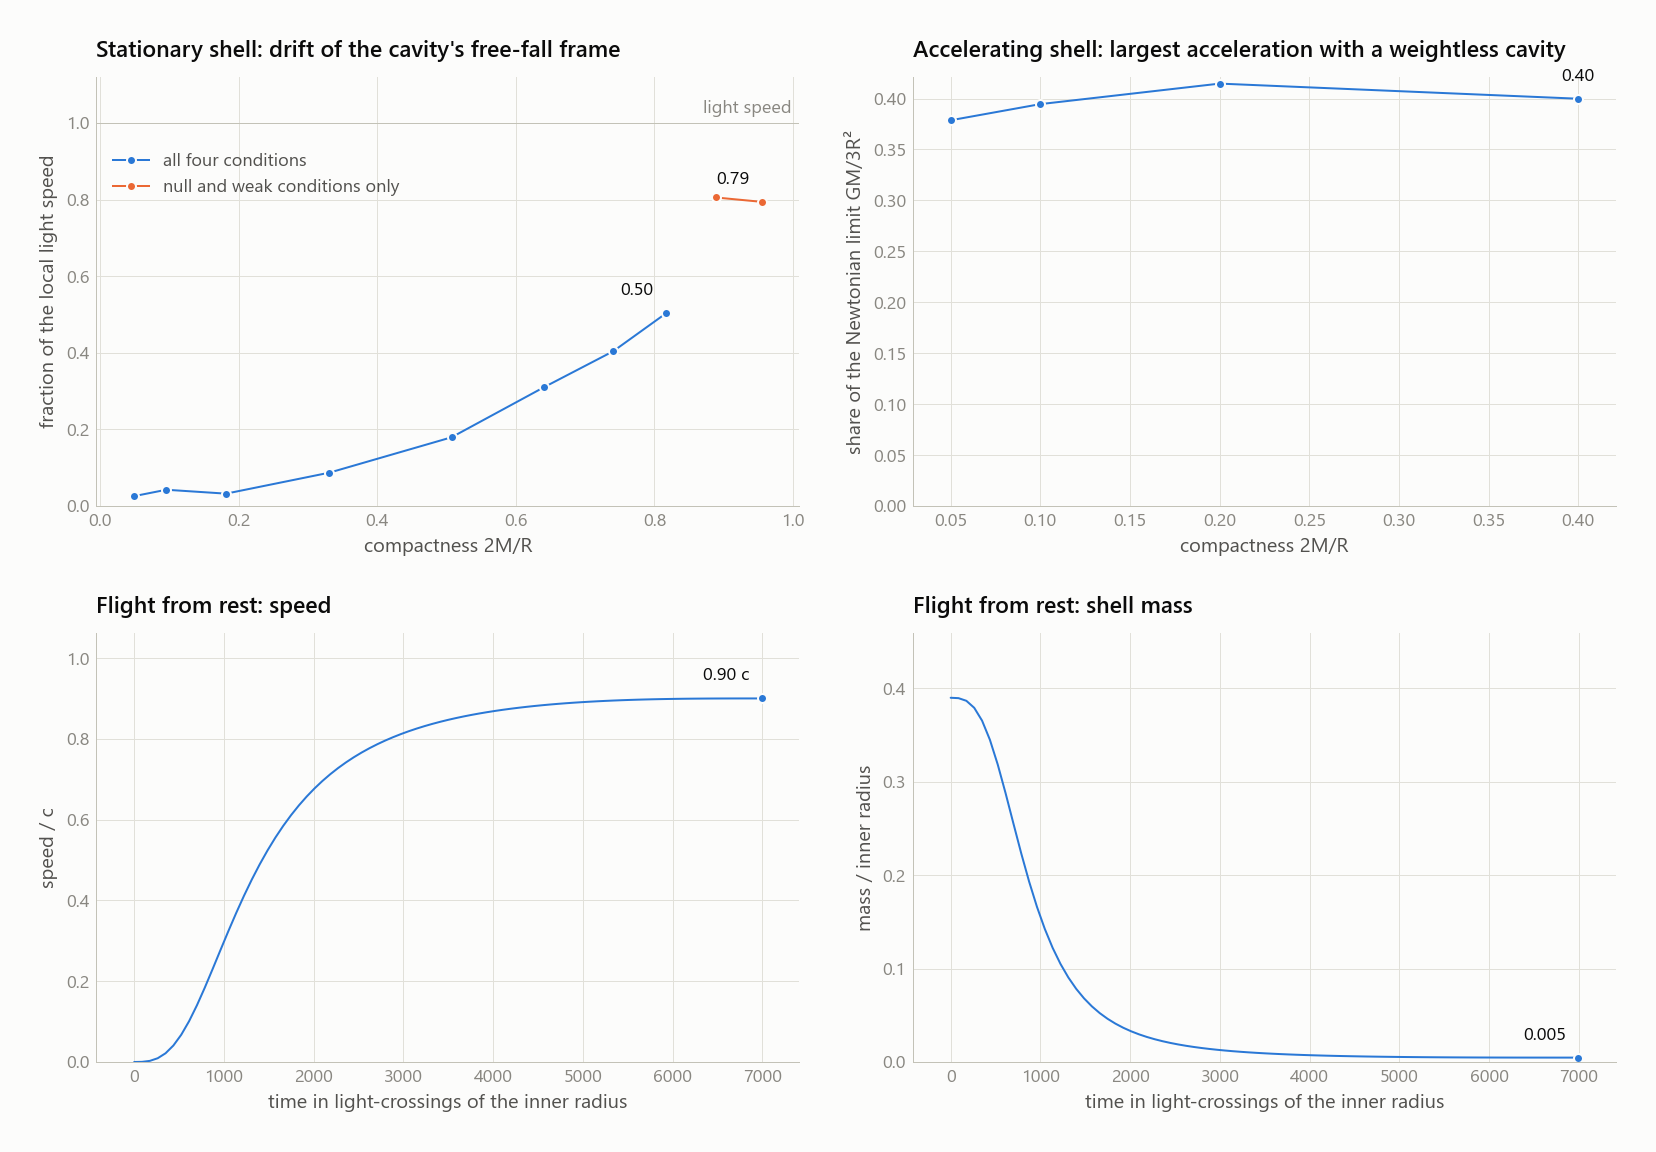 Stationary shell: drift of the cavity's free-fall frame
light speed
1.0
all four conditions
null and weak conditions only
0.79
0.8
0.6
0.50
0.4
0.2
0.0
fraction of the local light speed
0.0 0.2 0.4 0.6 0.8 1.0
compactness 2M/R
Accelerating shell: largest acceleration with a weightless cavity
0.40
0.40
0.35
0.30
0.25
0.20
0.15
0.10
0.05
0.00
share of the Newtonian limit GM/3R²
0.05 0.10 0.15 0.20 0.25 0.30 0.35 0.40
compactness 2M/R
Flight from rest: speed
1.0
0.90 c
0.8
0.6
0.4
0.2
0.0
speed / c
0 1000 2000 3000 4000 5000 6000 7000
time in light-crossings of the inner radius
Flight from rest: shell mass
0.4
0.3
0.2
0.1
0.005
0.0
mass / inner radius
0 1000 2000 3000 4000 5000 6000 7000
time in light-crossings of the inner radius